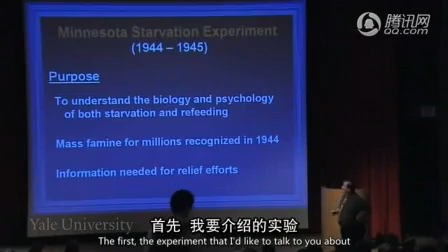 腾讯网
QQ.com
Minnesota Starvation Experiment
(1944 – 1945)
Purpose
To understand the biology and psychology
of both starvation and refeeding
Mass famine for millions recognized in 1944
Information needed for relief efforts
Yale University
首先 我要介绍的实验
The first, the experiment that I'd like to talk to you about